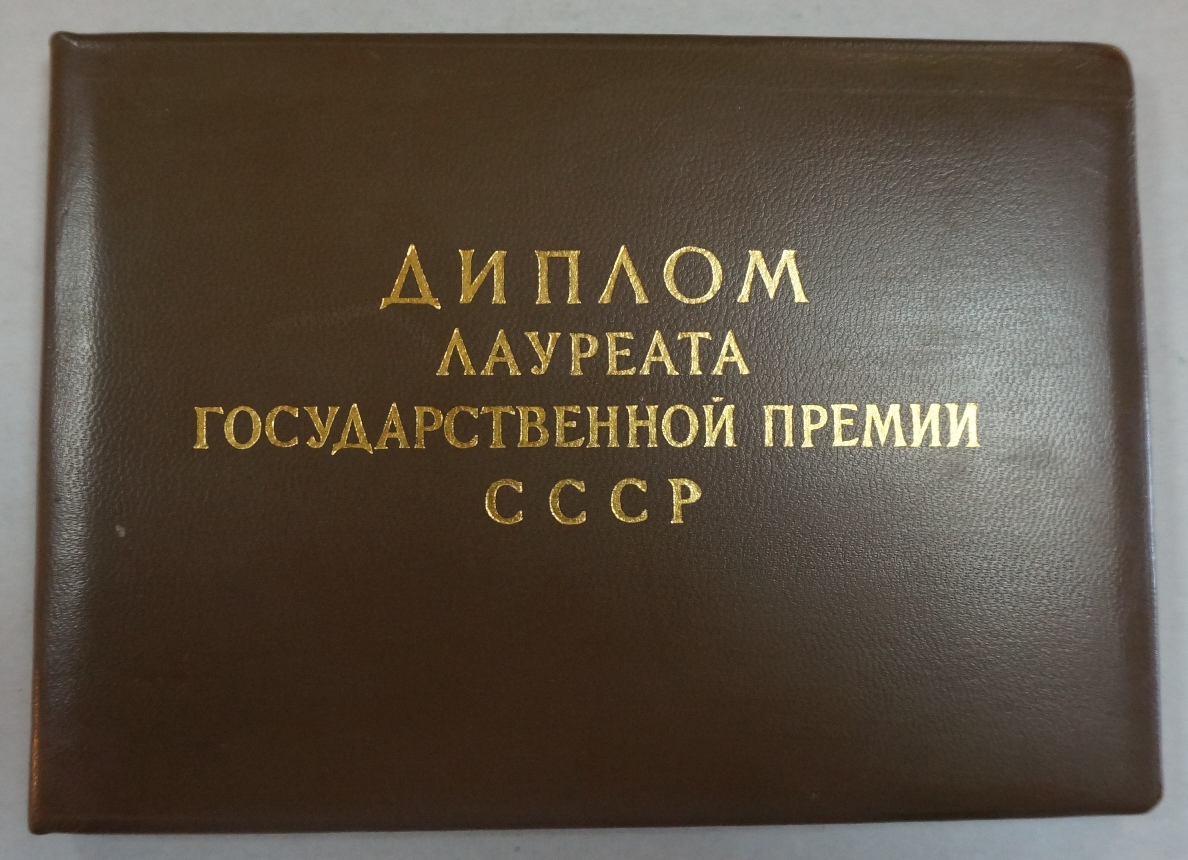 ДИПЛОМ
ЛАУРЕАТА
ГОСУДАРСТВЕННОЙ ПРЕМИИ
СССР